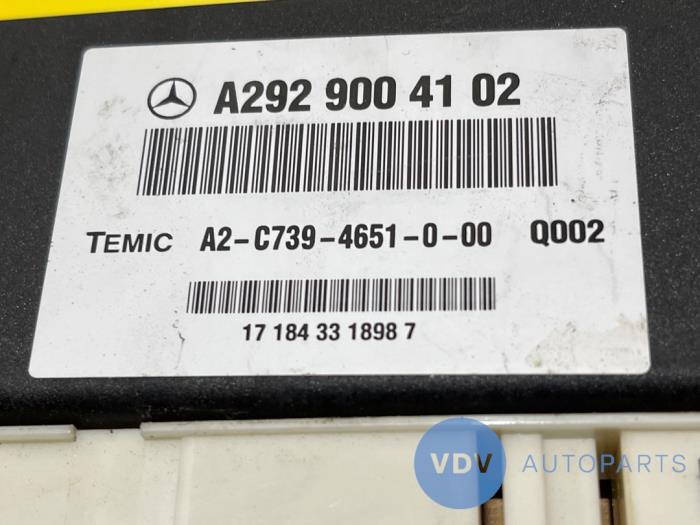 A292 900 41 02
TEMIC A2-C739-4651-0-00 Q002
17 184 33 1898 7
VDV AUTOPARTS